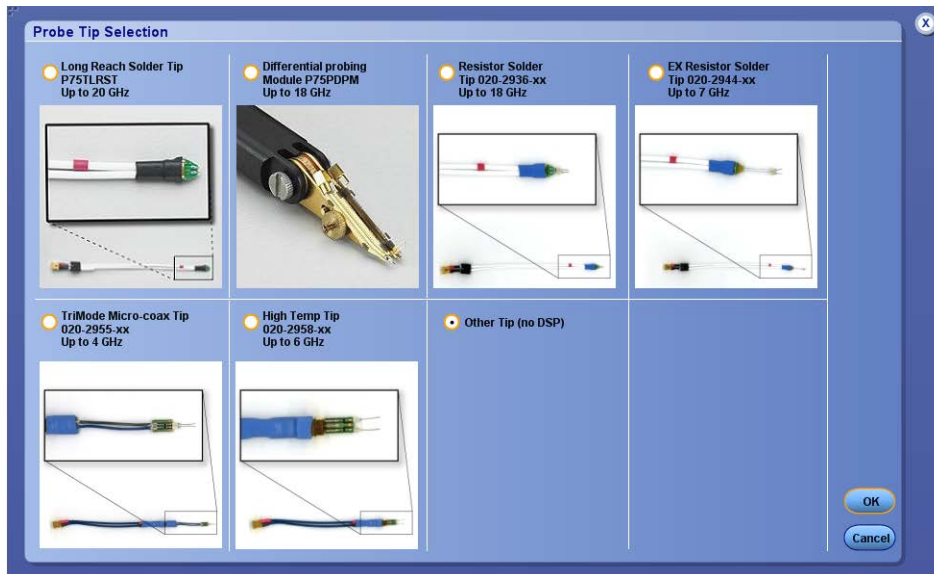 Probe Tip Selection
X
Long Reach Solder Tip
P75TLRST
Up to 20 GHz
Differential probing
Module P75PDPM
Up to 18 GHz
Resistor Solder
Tip 020-2936-xx
Up to 18 GHz
EX Resistor Solder
Tip 020-2944-xx
Up to 7 GHz
TriMode Micro-coax Tip
020-2955-xx
Up to 4 GHz
High Temp Tip
020-2958-xx
Up to 6 GHz
Other Tip (no DSP)
OK
Cancel